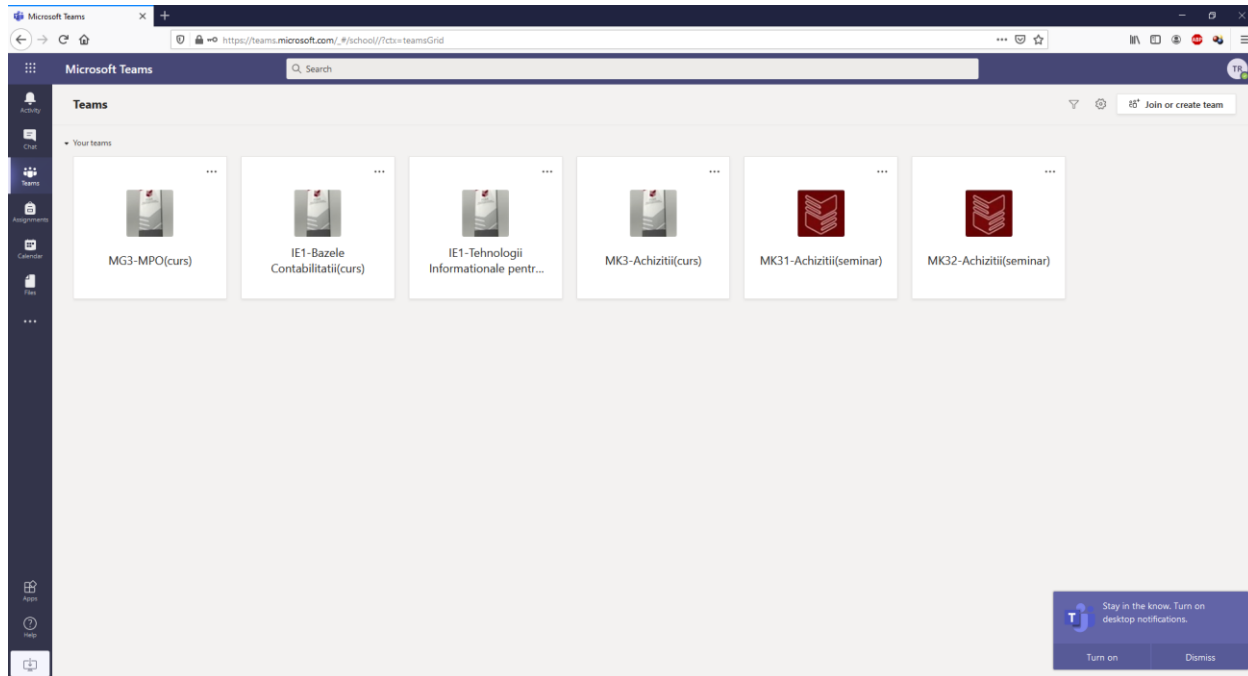 Microsoft Teams
https://teams.microsoft.com/_#/school//?ctx=teamsGrid
Microsoft Teams
Search
TR
Activity
Chat
Teams
Assignments
Calendar
Files
Teams
Join or create team
Your teams
MG3-MPO(curs)
IE1-Bazele
Contabilitatii(curs)
IE1-Tehnologii
Informationale pentr...
MK3-Achizitii(curs)
MK31-Achizitii(seminar)
MK32-Achizitii(seminar)
Apps
Help
Stay in the know. Turn on
desktop notifications.
Turn on
Dismiss